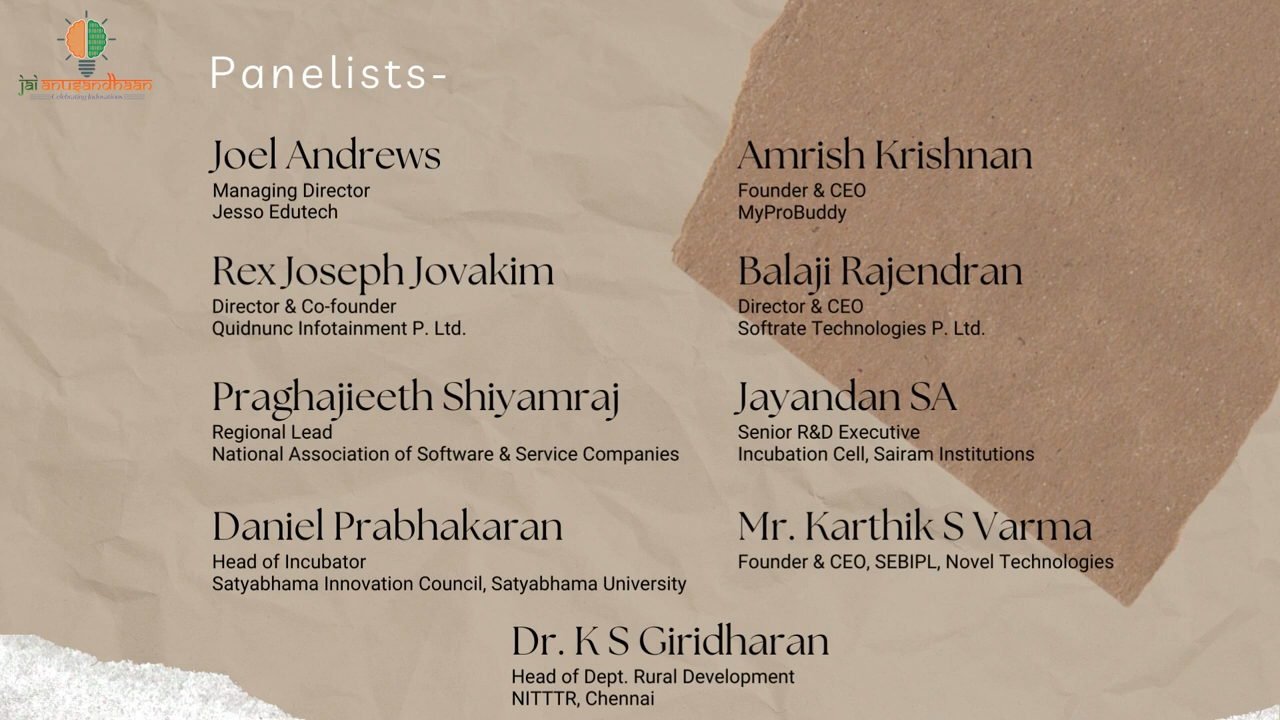 jai anusandhaan
Celebrating Innovations
Panelists-
Joel Andrews
Managing Director
Jesso Edutech
Amrish Krishnan
Founder & CEO
MyProBuddy
Rex Joseph Jovakim
Director & Co-founder
Quidnunc Infotainment P. Ltd.
Balaji Rajendran
Director & CEO
Softrate Technologies P. Ltd.
Praghajieeth Shiyamraj
Regional Lead
National Association of Software & Service Companies
Jayandan SA
Senior R&D Executive
Incubation Cell, Sairam Institutions
Daniel Prabhakaran
Head of Incubator
Satyabhama Innovation Council, Satyabhama University
Mr. Karthik S Varma
Founder & CEO, SEBIPL, Novel Technologies
Dr. K S Giridharan
Head of Dept. Rural Development
NITTTR, Chennai